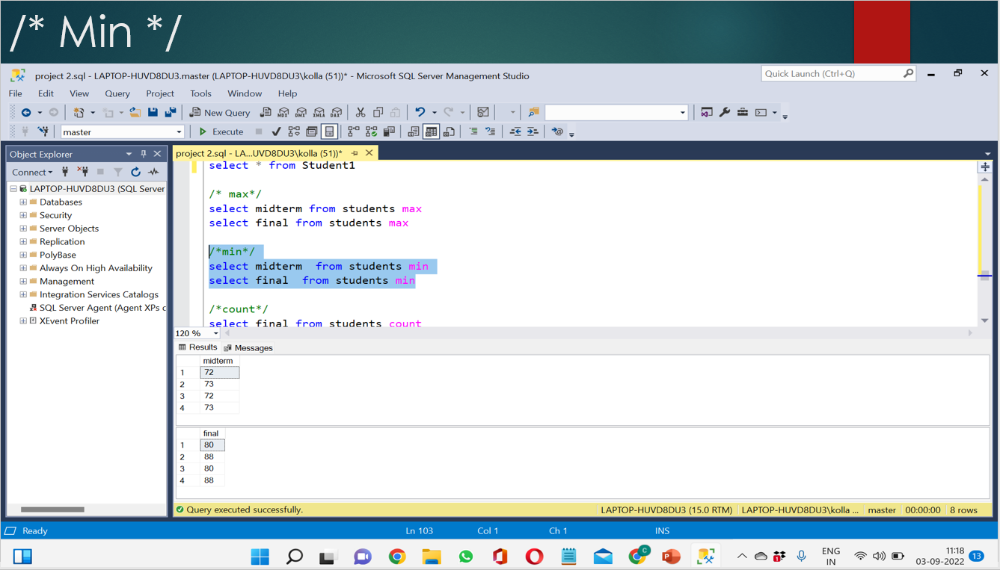 /* Min */
project 2.sql - LAPTOP-HUVD8DU3.master (LAPTOP-HUVD8DU3\kolla (51))* - Microsoft SQL Server Management Studio
Quick Launch (Ctrl+Q)
File Edit View Query Project Tools Window Help
New Query MDX DMX XMLA DAX
master Execute
Object Explorer
project 2.sql - LA...UVD8DU3\kolla (51))*
Connect
LAPTOP-HUVD8DU3 (SQL Server
Databases
Security
Server Objects
Replication
PolyBase
Always On High Availability
Management
Integration Services Catalogs
SQL Server Agent (Agent XPs c
XEvent Profiler
select * from Student1
/* max*/
select midterm from students max
select final from students max
/*min*/
select midterm  from students min
select final  from students min
/*count*/
select final from students count
120 %
Results Messages
midterm
1 72
2 73
3 72
4 73
final
1 80
2 88
3 80
4 88
Query executed successfully.
LAPTOP-HUVD8DU3 (15.0 RTM) LAPTOP-HUVD8DU3\kolla ... master 00:00:00 8 rows
Ready Ln 103 Col 1 Ch 1 INS
C
P
1
ENG
IN
11:18
03-09-2022
13